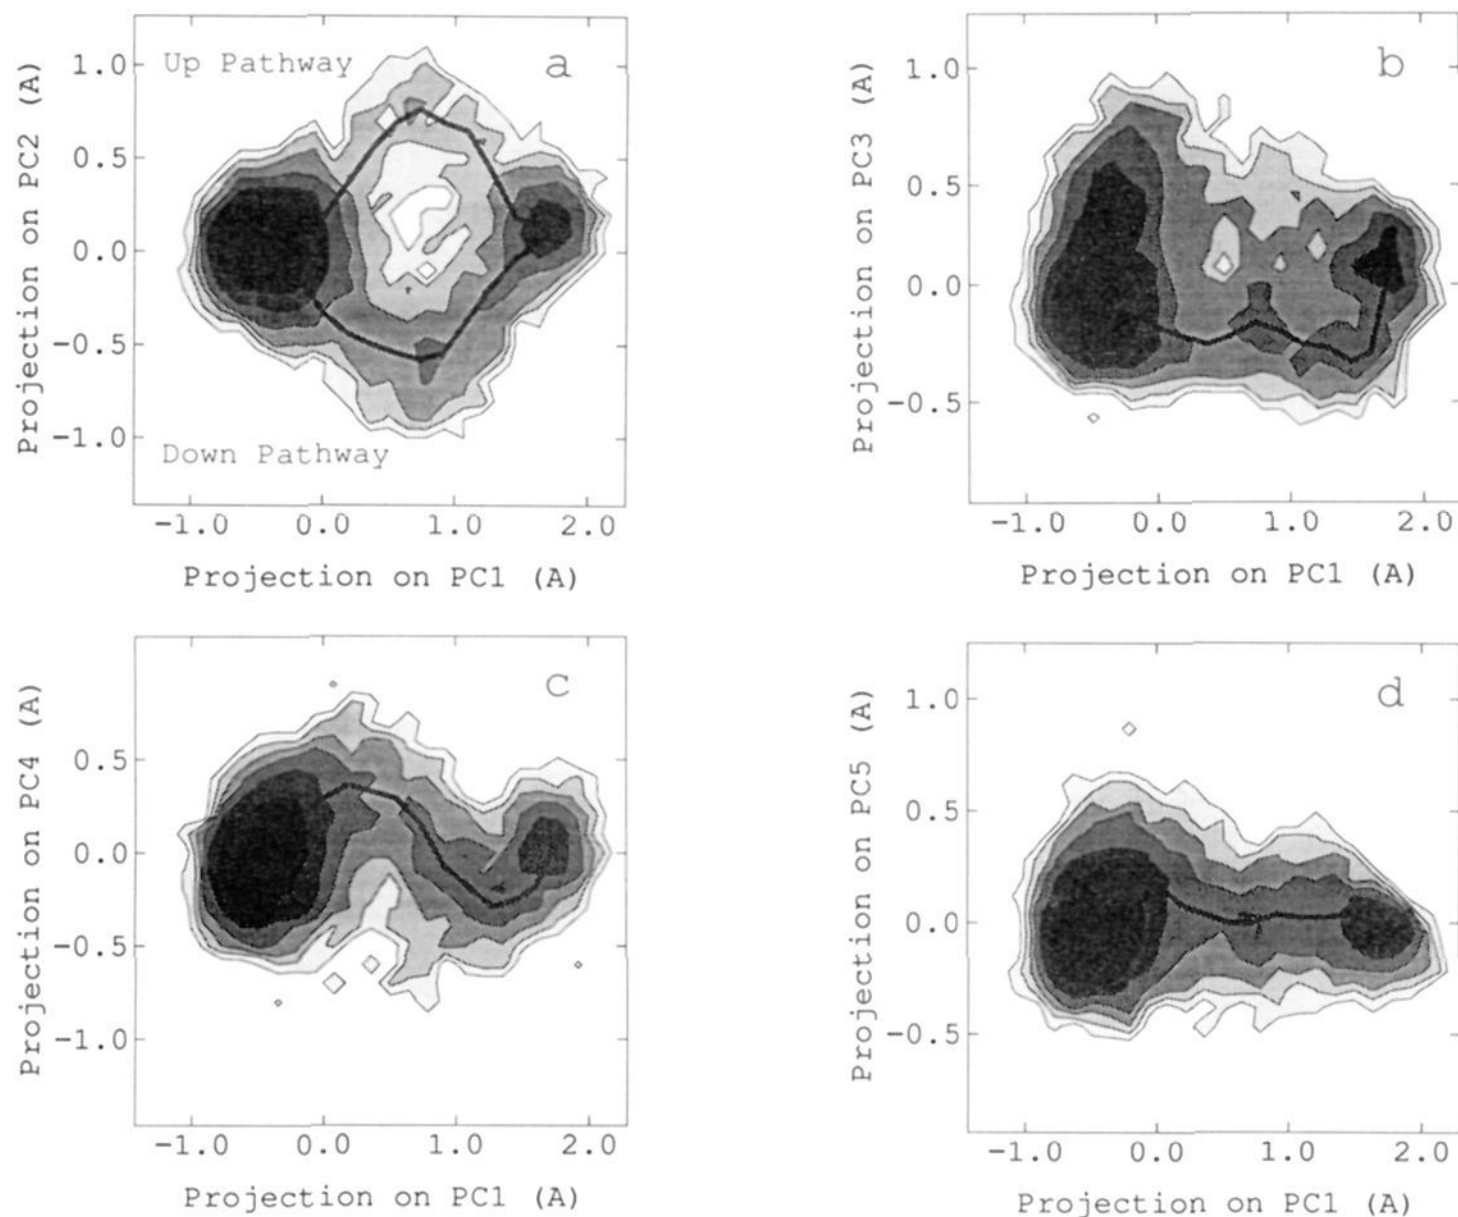 Up Pathway
a
Down Pathway
Projection on PC2 (A)
1.0
0.5
0.0
−0.5
−1.0
−1.0 0.0 1.0 2.0
Projection on PC1 (A)
b
Projection on PC3 (A)
1.0
0.5
0.0
−0.5
−1.0 0.0 1.0 2.0
Projection on PC1 (A)
c
Projection on PC4 (A)
0.5
0.0
−0.5
−1.0
−1.0 0.0 1.0 2.0
Projection on PC1 (A)
d
Projection on PC5 (A)
1.0
0.5
0.0
−0.5
−1.0 0.0 1.0 2.0
Projection on PC1 (A)